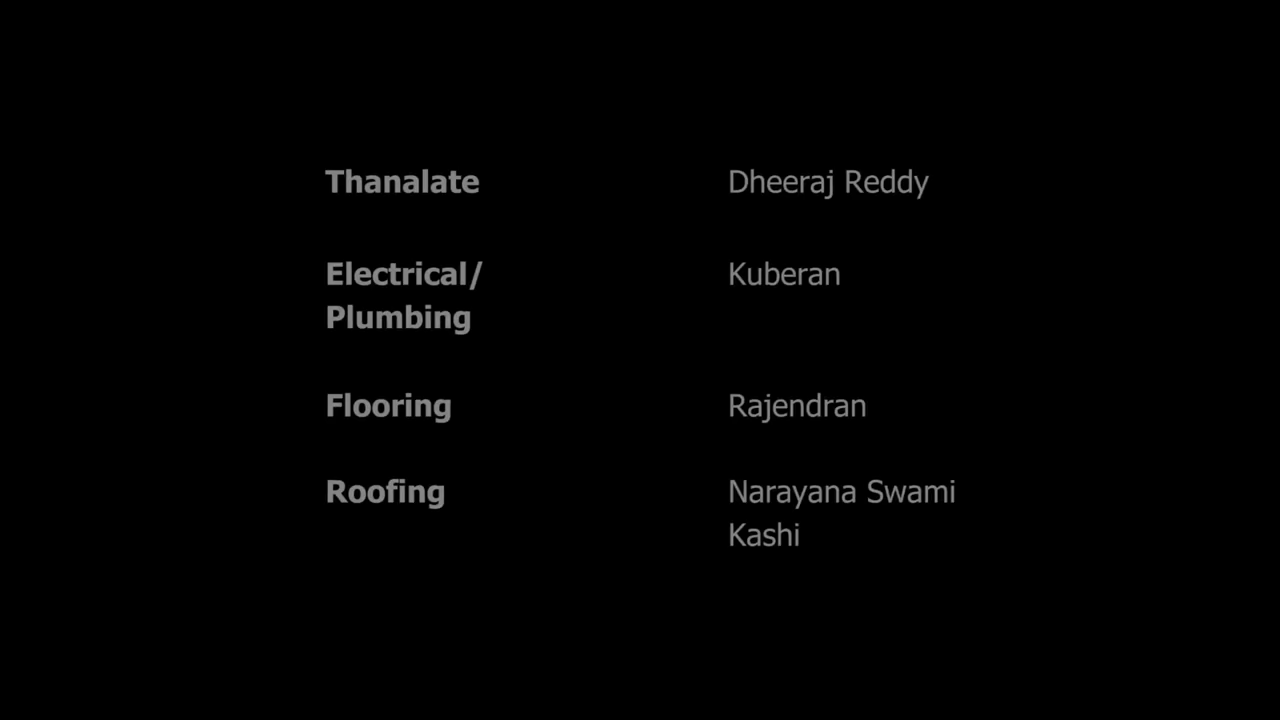 Thanalate Dheeraj Reddy
Electrical/ Kuberan
Plumbing
Flooring Rajendran
Roofing Narayana Swami
Kashi